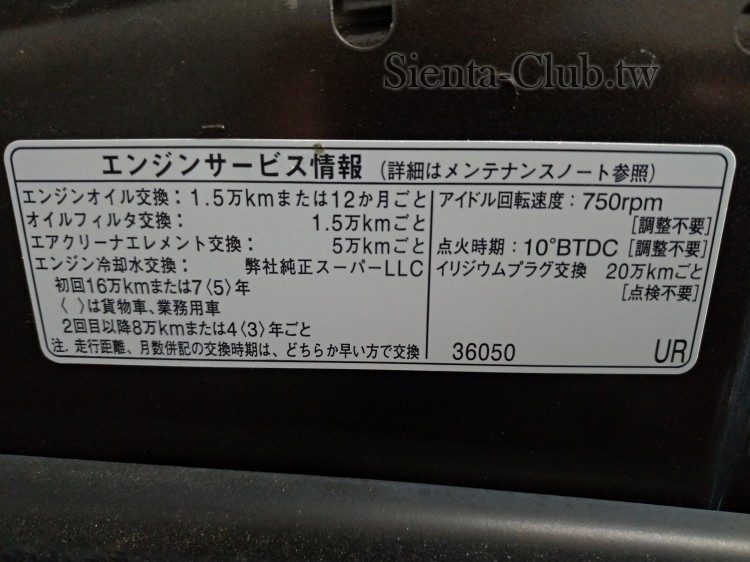 Sienta-Club.tw
エンジンサービス情報 (詳細はメンテナンスノート参照)
エンジンオイル交換：1.5万kmまたは12か月ごと
オイルフィルタ交換： 1.5万kmごと
エアクリーナエレメント交換： 5万kmごと
エンジン冷却水交換： 弊社純正スーパーLLC
初回16万kmまたは7〈5〉年
〈 〉は貨物車、業務用車
2回目以降8万kmまたは4〈3〉年ごと
注. 走行距離、月数併記の交換時期は、どちらか早い方で交換
アイドル回転速度：750rpm
[調整不要]
点火時期：10°BTDC [調整不要]
イリジウムプラグ交換 20万kmごと
[点検不要]
36050 UR